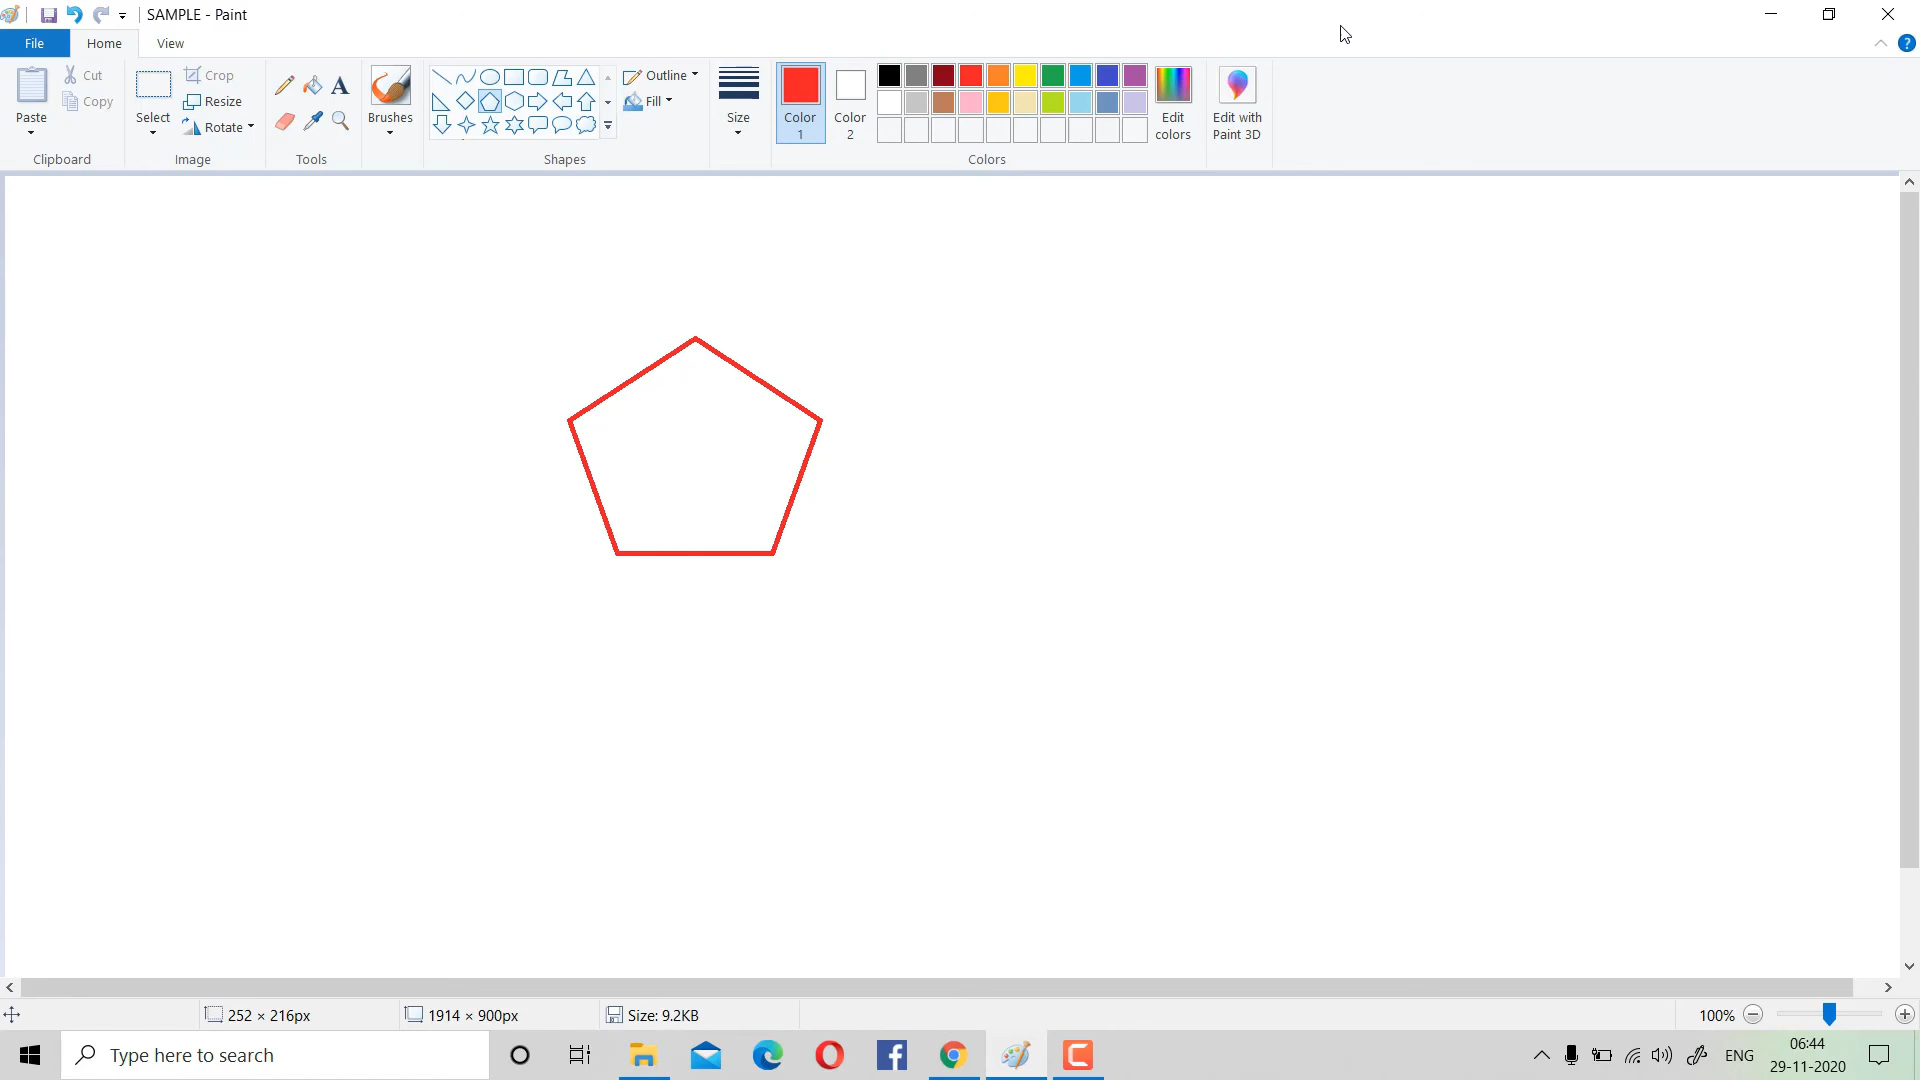 SAMPLE - Paint
File
Home
View
Paste
Cut
Copy
Clipboard
Select
Crop
Resize
Rotate
Image
A
Tools
Brushes
Outline
Fill
Shapes
Size
Color
1
Color
2
Edit
colors
Colors
Edit with
Paint 3D
?
252 × 216px
1914 × 900px
Size: 9.2KB
100%
Type here to search
ENG
06:44
29-11-2020